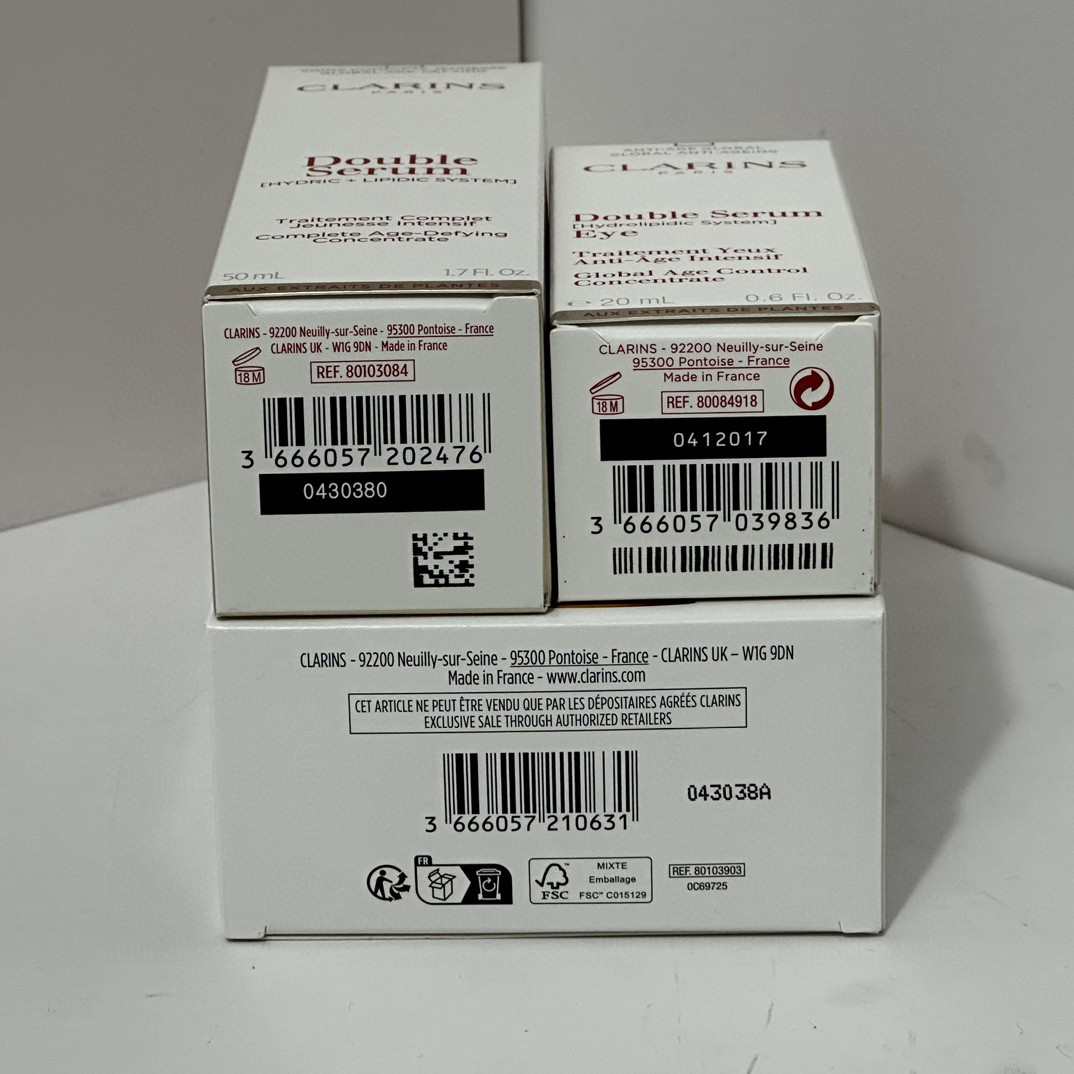 CLARINS
PARIS
Double
Serum
[HYDRIC + LIPIDIC SYSTEM]
Traitement Complet
Jeunesse Intensif
Complete Age-Defying
Concentrate
50 mL 1.7 Fl. Oz.
AUX EXTRAITS DE PLANTES
CLARINS - 92200 Neuilly-sur-Seine - 95300 Pontoise - France
CLARINS UK - W1G 9DN - Made in France
18 M
REF. 80103084
3 666057 202476
0430380
ANTI-ÂGE GLOBAL
GLOBAL ANTI-AGEING
CLARINS
PARIS
Double Serum
[Hydrolipidic System]
Eye
Traitement Yeux
Anti-Âge Intensif
Global Age Control
Concentrate
℮ 20 mL 0.6 Fl. Oz.
AUX EXTRAITS DE PLANTES
CLARINS - 92200 Neuilly-sur-Seine
95300 Pontoise - France
Made in France
18 M
REF. 80084918
0412017
3 666057 039836
CLARINS - 92200 Neuilly-sur-Seine - 95300 Pontoise - France - CLARINS UK – W1G 9DN
Made in France - www.clarins.com
CET ARTICLE NE PEUT ÊTRE VENDU QUE PAR LES DÉPOSITAIRES AGRÉÉS CLARINS
EXCLUSIVE SALE THROUGH AUTHORIZED RETAILERS
3 666057 210631
043038A
FR
FSC™
MIXTE
Emballage
FSC™ C015129
REF. 80103903
0C69725